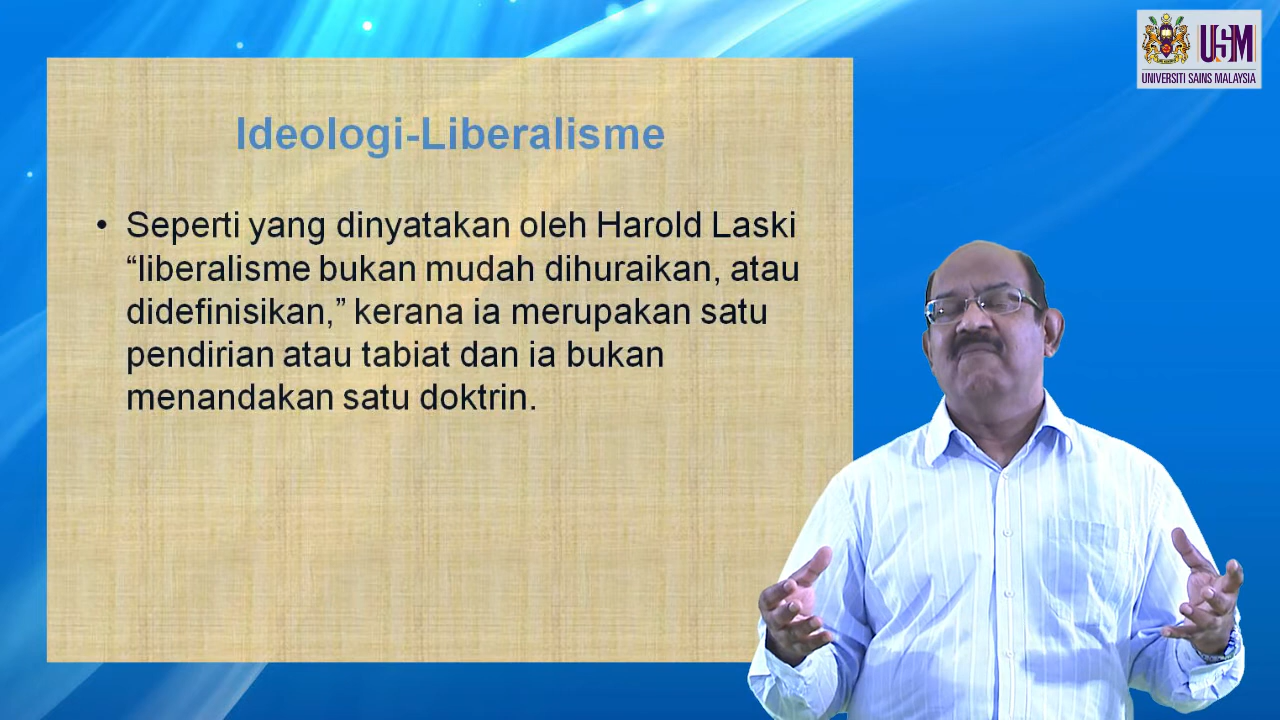 USM
UNIVERSITI SAINS MALAYSIA
Ideologi-Liberalisme
• Seperti yang dinyatakan oleh Harold Laski
“liberalisme bukan mudah dihuraikan, atau
didefinisikan,” kerana ia merupakan satu
pendirian atau tabiat dan ia bukan
menandakan satu doktrin.